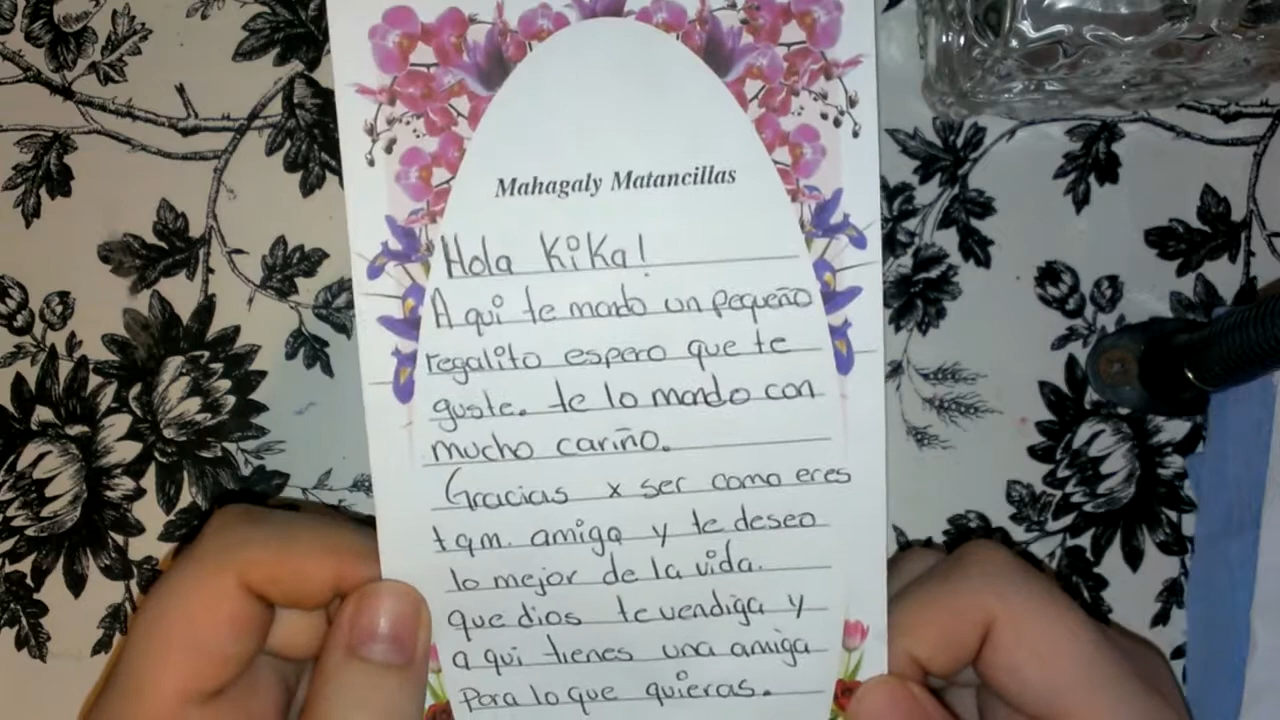 Mahagaly Matancillas
Hola Kika!
A qui te mando un pequeño
regalito espero que te
guste. te lo mando con
mucho cariño.
Gracias x ser como eres
tqm. amiga y te deseo
lo mejor de la vida.
que dios te vendiga y
a qui tienes una amiga
Para lo que quieras.